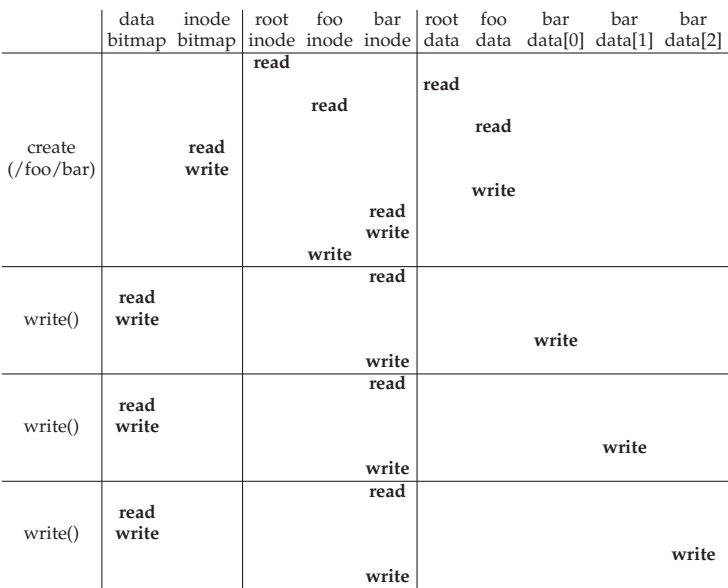 data inode root foo bar root foo bar bar bar
bitmap bitmap inode inode inode data data data[0] data[1] data[2]
read
read
read
read
create read
(/foo/bar) write
write
read
write
write
read
read
write() write
write
write
read
read
write() write
write
write
read
read
write() write
write
write